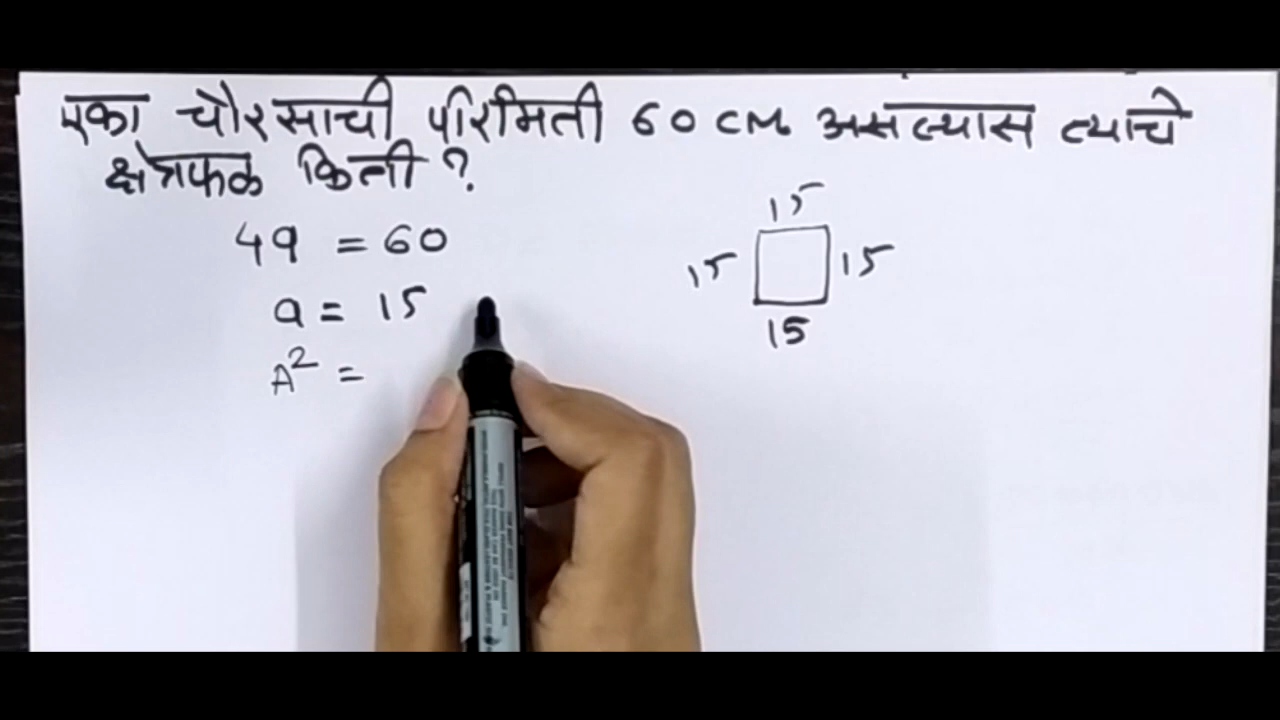 एका चौरसाची परिमिती 60 cm असल्यास त्याचे
क्षेत्रफळ किती ?
4a = 60
a = 15
A² =
15
15
15
15